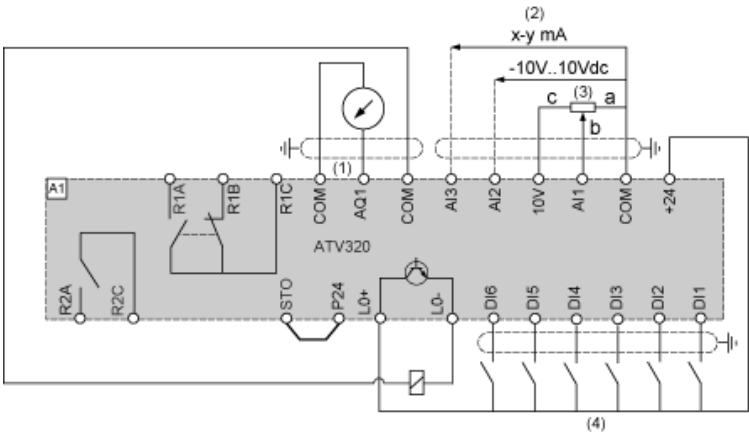 (2)
x-y mA
-10V..10Vdc
c (3) a
b
(1)
A1
R1A
R1B
R1C
COM
AQ1
COM
AI3
AI2
10V
AI1
COM
+24
ATV320
R2A
R2C
STO
P24
L0+
L0-
DI6
DI5
DI4
DI3
DI2
DI1
(4)